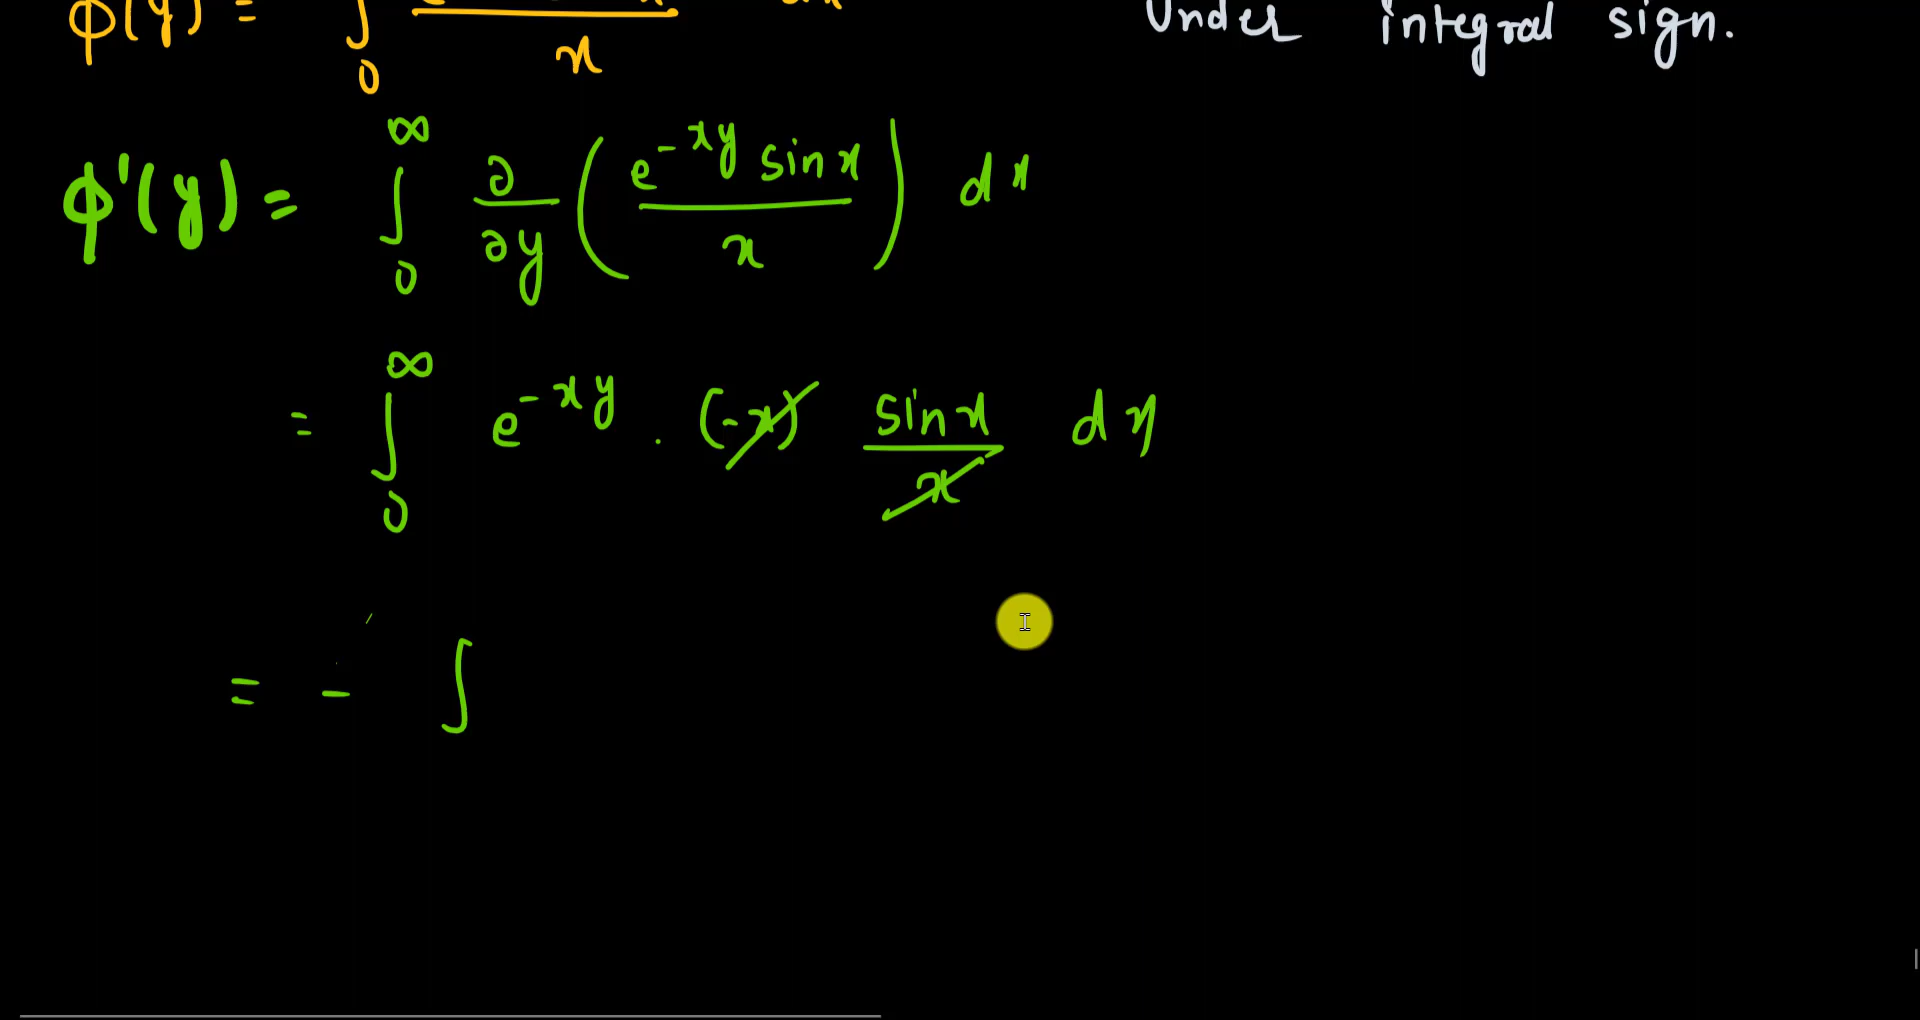 ϕ(y) = ∫₀ ―/x Under integral sign.
ϕ'(y) = ∫₀^∞ ∂/∂y (e^{-xy} sin x / x) dx
= ∫₀^∞ e^{-xy} . (-x) sin x / x dx
= - ∫